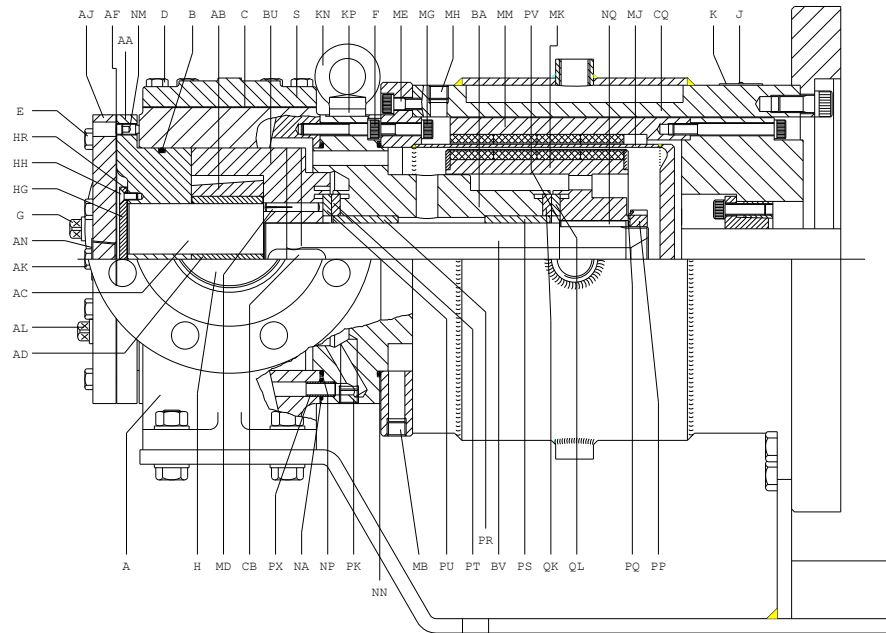 AJ AF NM D B AB C BU S KN KP F ME MG MH BA MM PV MK NQ MJ CQ K J
AA
E
HR
HH
HG
G
AN
AK
AC
AL
AD
PR
A H MD CB PX NA NP PK MB PU PT BV PS QK QL PQ PP
NN